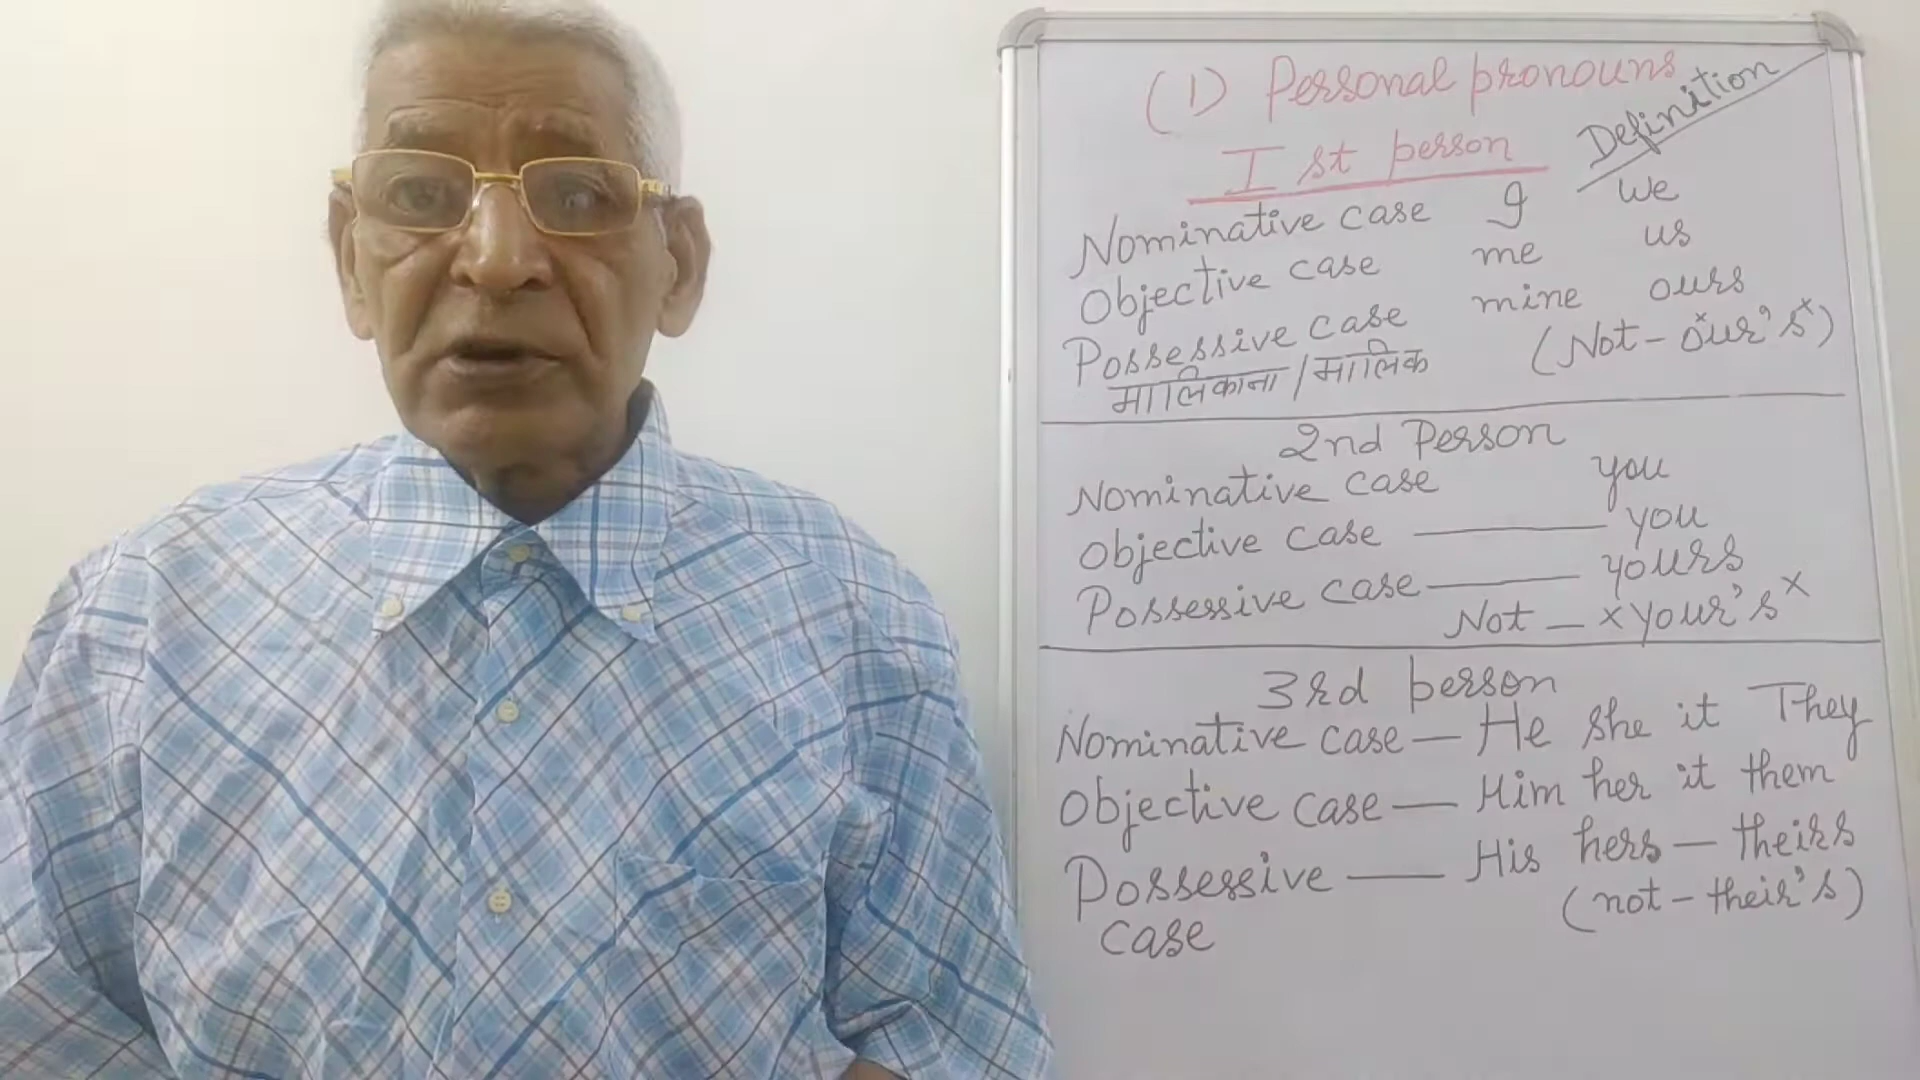 (1) Personal pronouns
Definition
I st person
Nominative case I we
Objective case me us
Possessive case mine ours
मालिकाना / मालिक (Not - our's)
2nd Person
Nominative case you
Objective case — you
Possessive case — yours
Not — x your's x
3rd person
Nominative case — He she it They
Objective case — Him her it them
Possessive — His hers — theirs
case (not - their's)